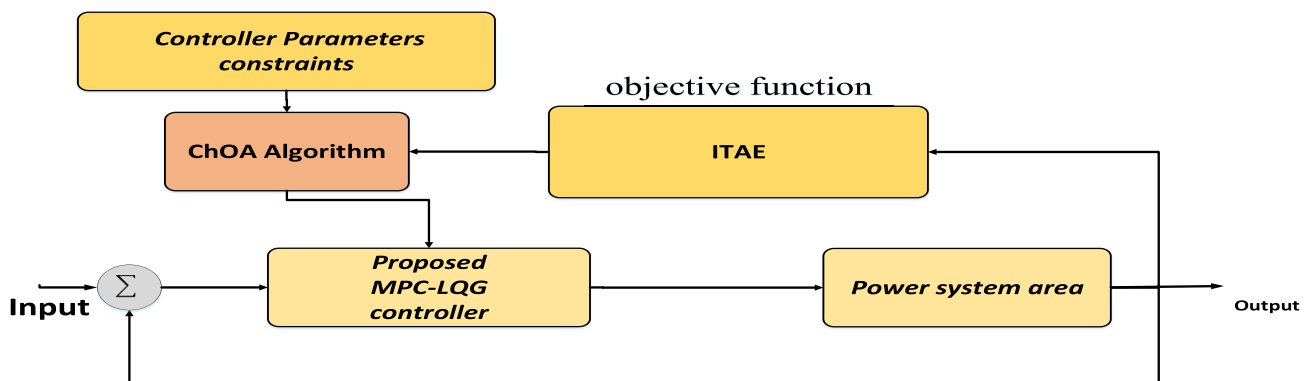 Controller Parameters
constraints
objective function
ChOA Algorithm
ITAE
Σ
Input
Proposed
MPC-LQG
controller
Power system area
Output